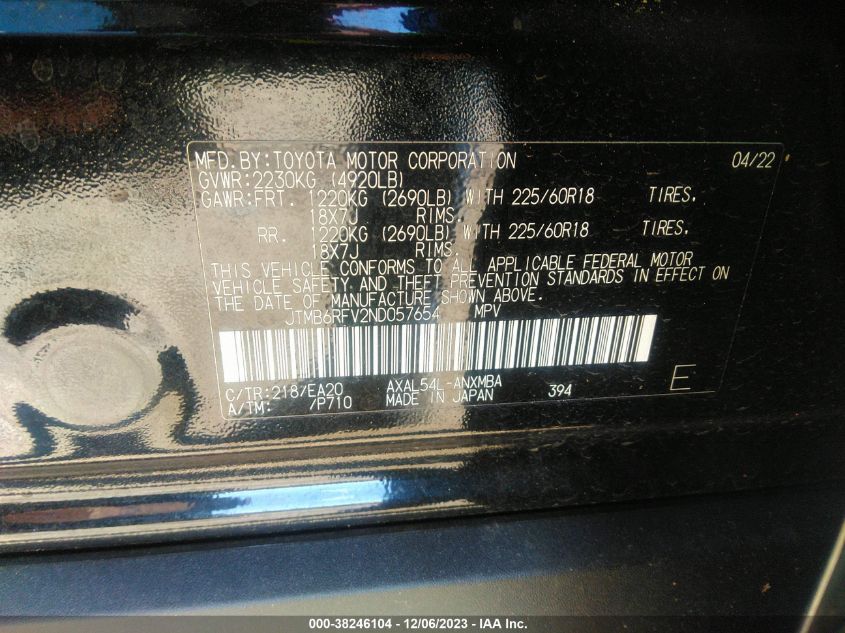 MFD.BY:TOYOTA MOTOR CORPORATION 04/22
GVWR:2230KG (4920LB)
GAWR:FRT. 1220KG (2690LB) WITH 225/60R18 TIRES.
18X7J RIMS.
RR. 1220KG (2690LB) WITH 225/60R18 TIRES.
18X7J RIMS.
THIS VEHICLE CONFORMS TO ALL APPLICABLE FEDERAL MOTOR
VEHICLE SAFETY AND THEFT PREVENTION STANDARDS IN EFFECT ON
THE DATE OF MANUFACTURE SHOWN ABOVE.
JTMB6RFV2ND057654 MPV
C/TR:218/EA20 AXAL54L-ANXMBA 394 E
A/TM: /P710 MADE IN JAPAN
000-38246104 - 12/06/2023 - IAA Inc.